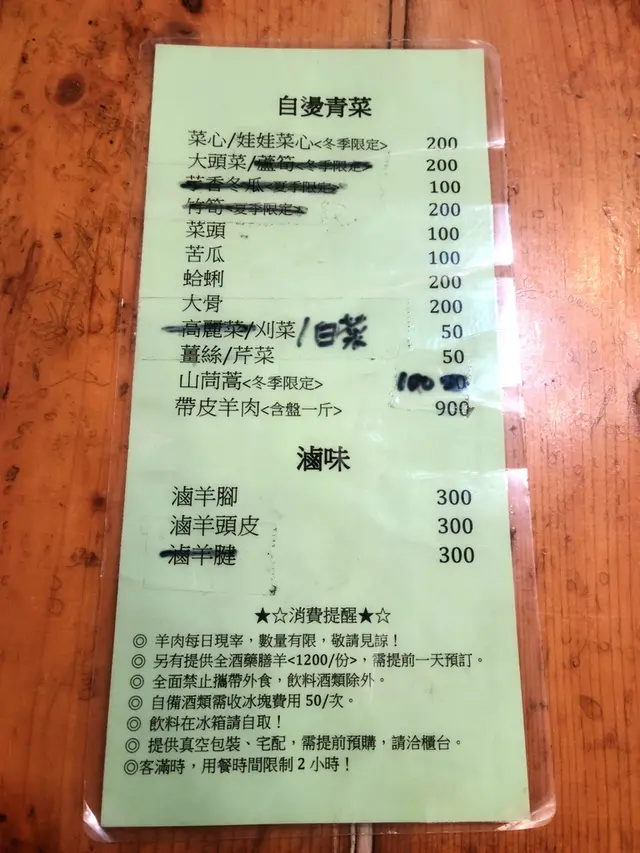 自燙青菜
菜心/娃娃菜心<冬季限定> 200
大頭菜/蘆筍<冬季限定> 200
芋香冬瓜<夏季限定> 100
竹筍<夏季限定> 200
菜頭 100
苦瓜 100
蛤蜊 200
大骨 200
高麗菜/刈菜/白菜 50
薑絲/芹菜 50
山茼蒿<冬季限定> 100
帶皮羊肉<含盤一斤> 900
滷味
滷羊腳 300
滷羊頭皮 300
滷羊腱 300
★☆消費提醒★☆
◎ 羊肉每日現宰，數量有限，敬請見諒！
◎ 另有提供全酒藥膳羊<1200/份>，需提前一天預訂。
◎ 全面禁止攜帶外食，飲料酒類除外。
◎ 自備酒類需收冰塊費用 50/次。
◎ 飲料在冰箱請自取！
◎ 提供真空包裝、宅配，需提前預購，請洽櫃台。
◎客滿時，用餐時間限制 2 小時！